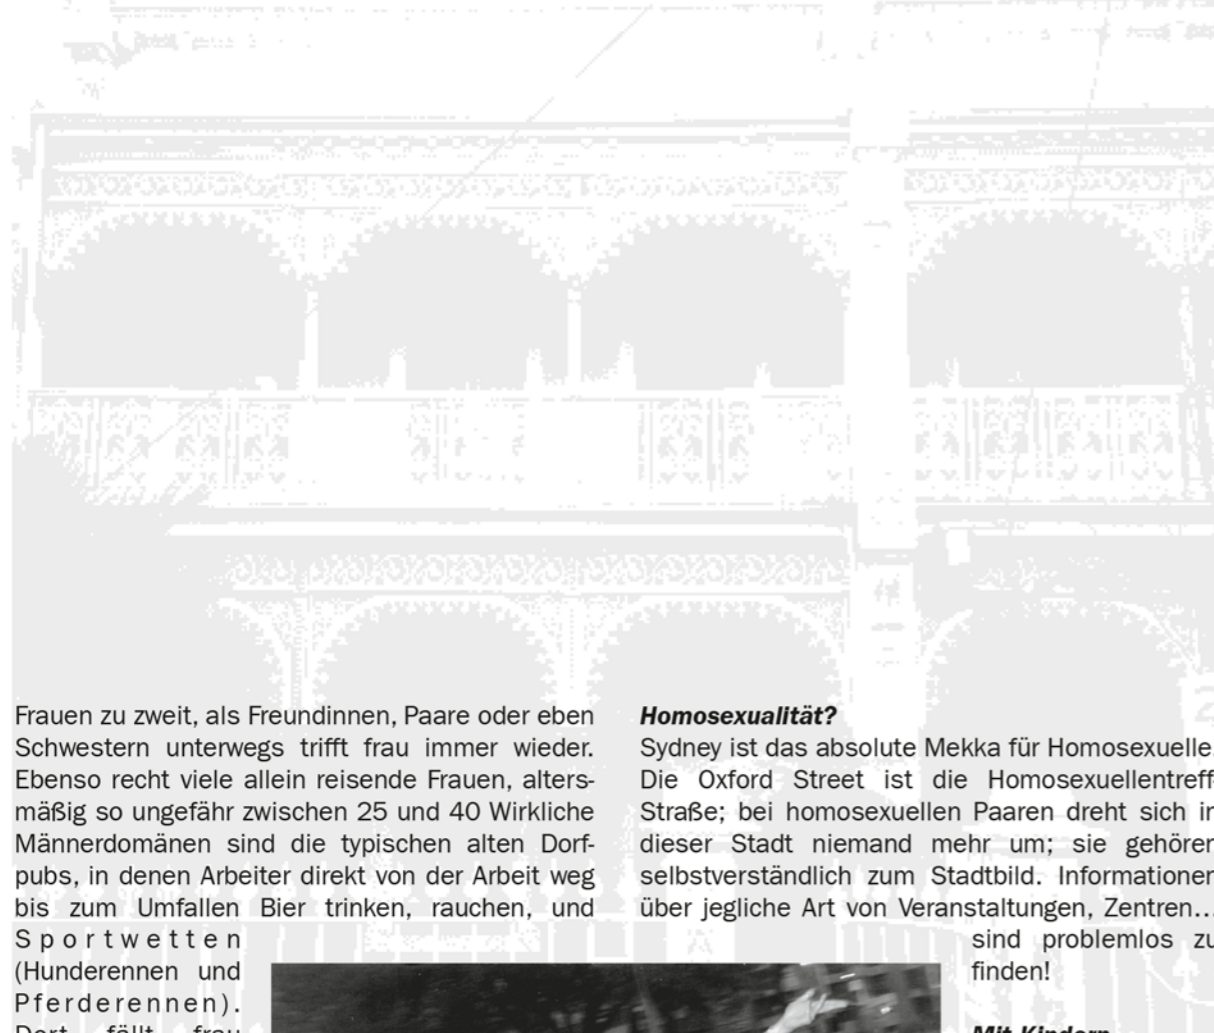 Frauen zu zweit, als Freundinnen, Paare oder eben
Schwestern unterwegs trifft frau immer wieder.
Ebenso recht viele allein reisende Frauen, alters-
mäßig so ungefähr zwischen 25 und 40 Wirkliche
Männerdomänen sind die typischen alten Dorf-
pubs, in denen Arbeiter direkt von der Arbeit weg
bis zum Umfallen Bier trinken, rauchen, und
Sportwetten
(Hunderennen und
Pferderennen).
Dort fällt frau
Homosexualität?
Sydney ist das absolute Mekka für Homosexuelle.
Die Oxford Street ist die Homosexuellentreff-
Straße; bei homosexuellen Paaren dreht sich in
dieser Stadt niemand mehr um; sie gehören
selbstverständlich zum Stadtbild. Informationen
über jegliche Art von Veranstaltungen, Zentren...
sind problemlos zu
finden!
Mit Kindern